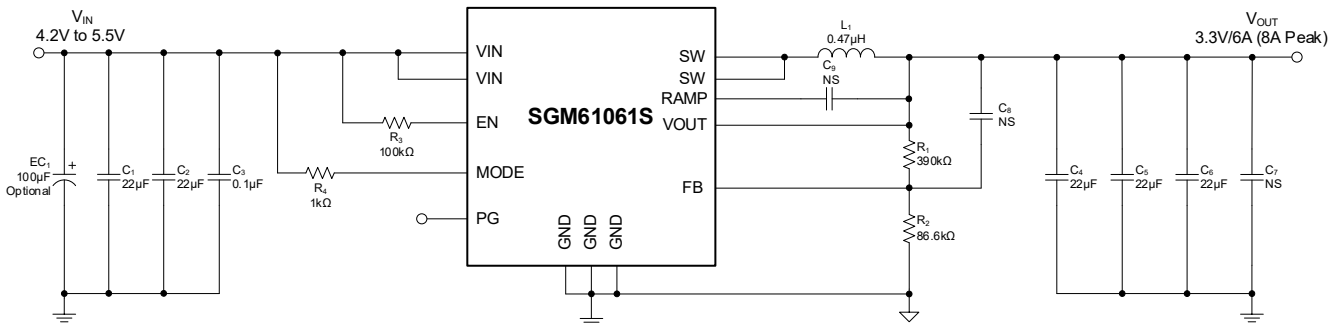 VIN
4.2V to 5.5V
EC1
100μF
Optional
+
C1
22μF
C2
22μF
C3
0.1μF
R3
100kΩ
R4
1kΩ
VIN
VIN
EN
MODE
PG
SGM61061S
SW
SW
RAMP
VOUT
FB
GND
GND
GND
L1
0.47μH
C9
NS
C8
NS
R1
390kΩ
R2
86.6kΩ
VOUT
3.3V/6A (8A Peak)
C4
22μF
C5
22μF
C6
22μF
C7
NS